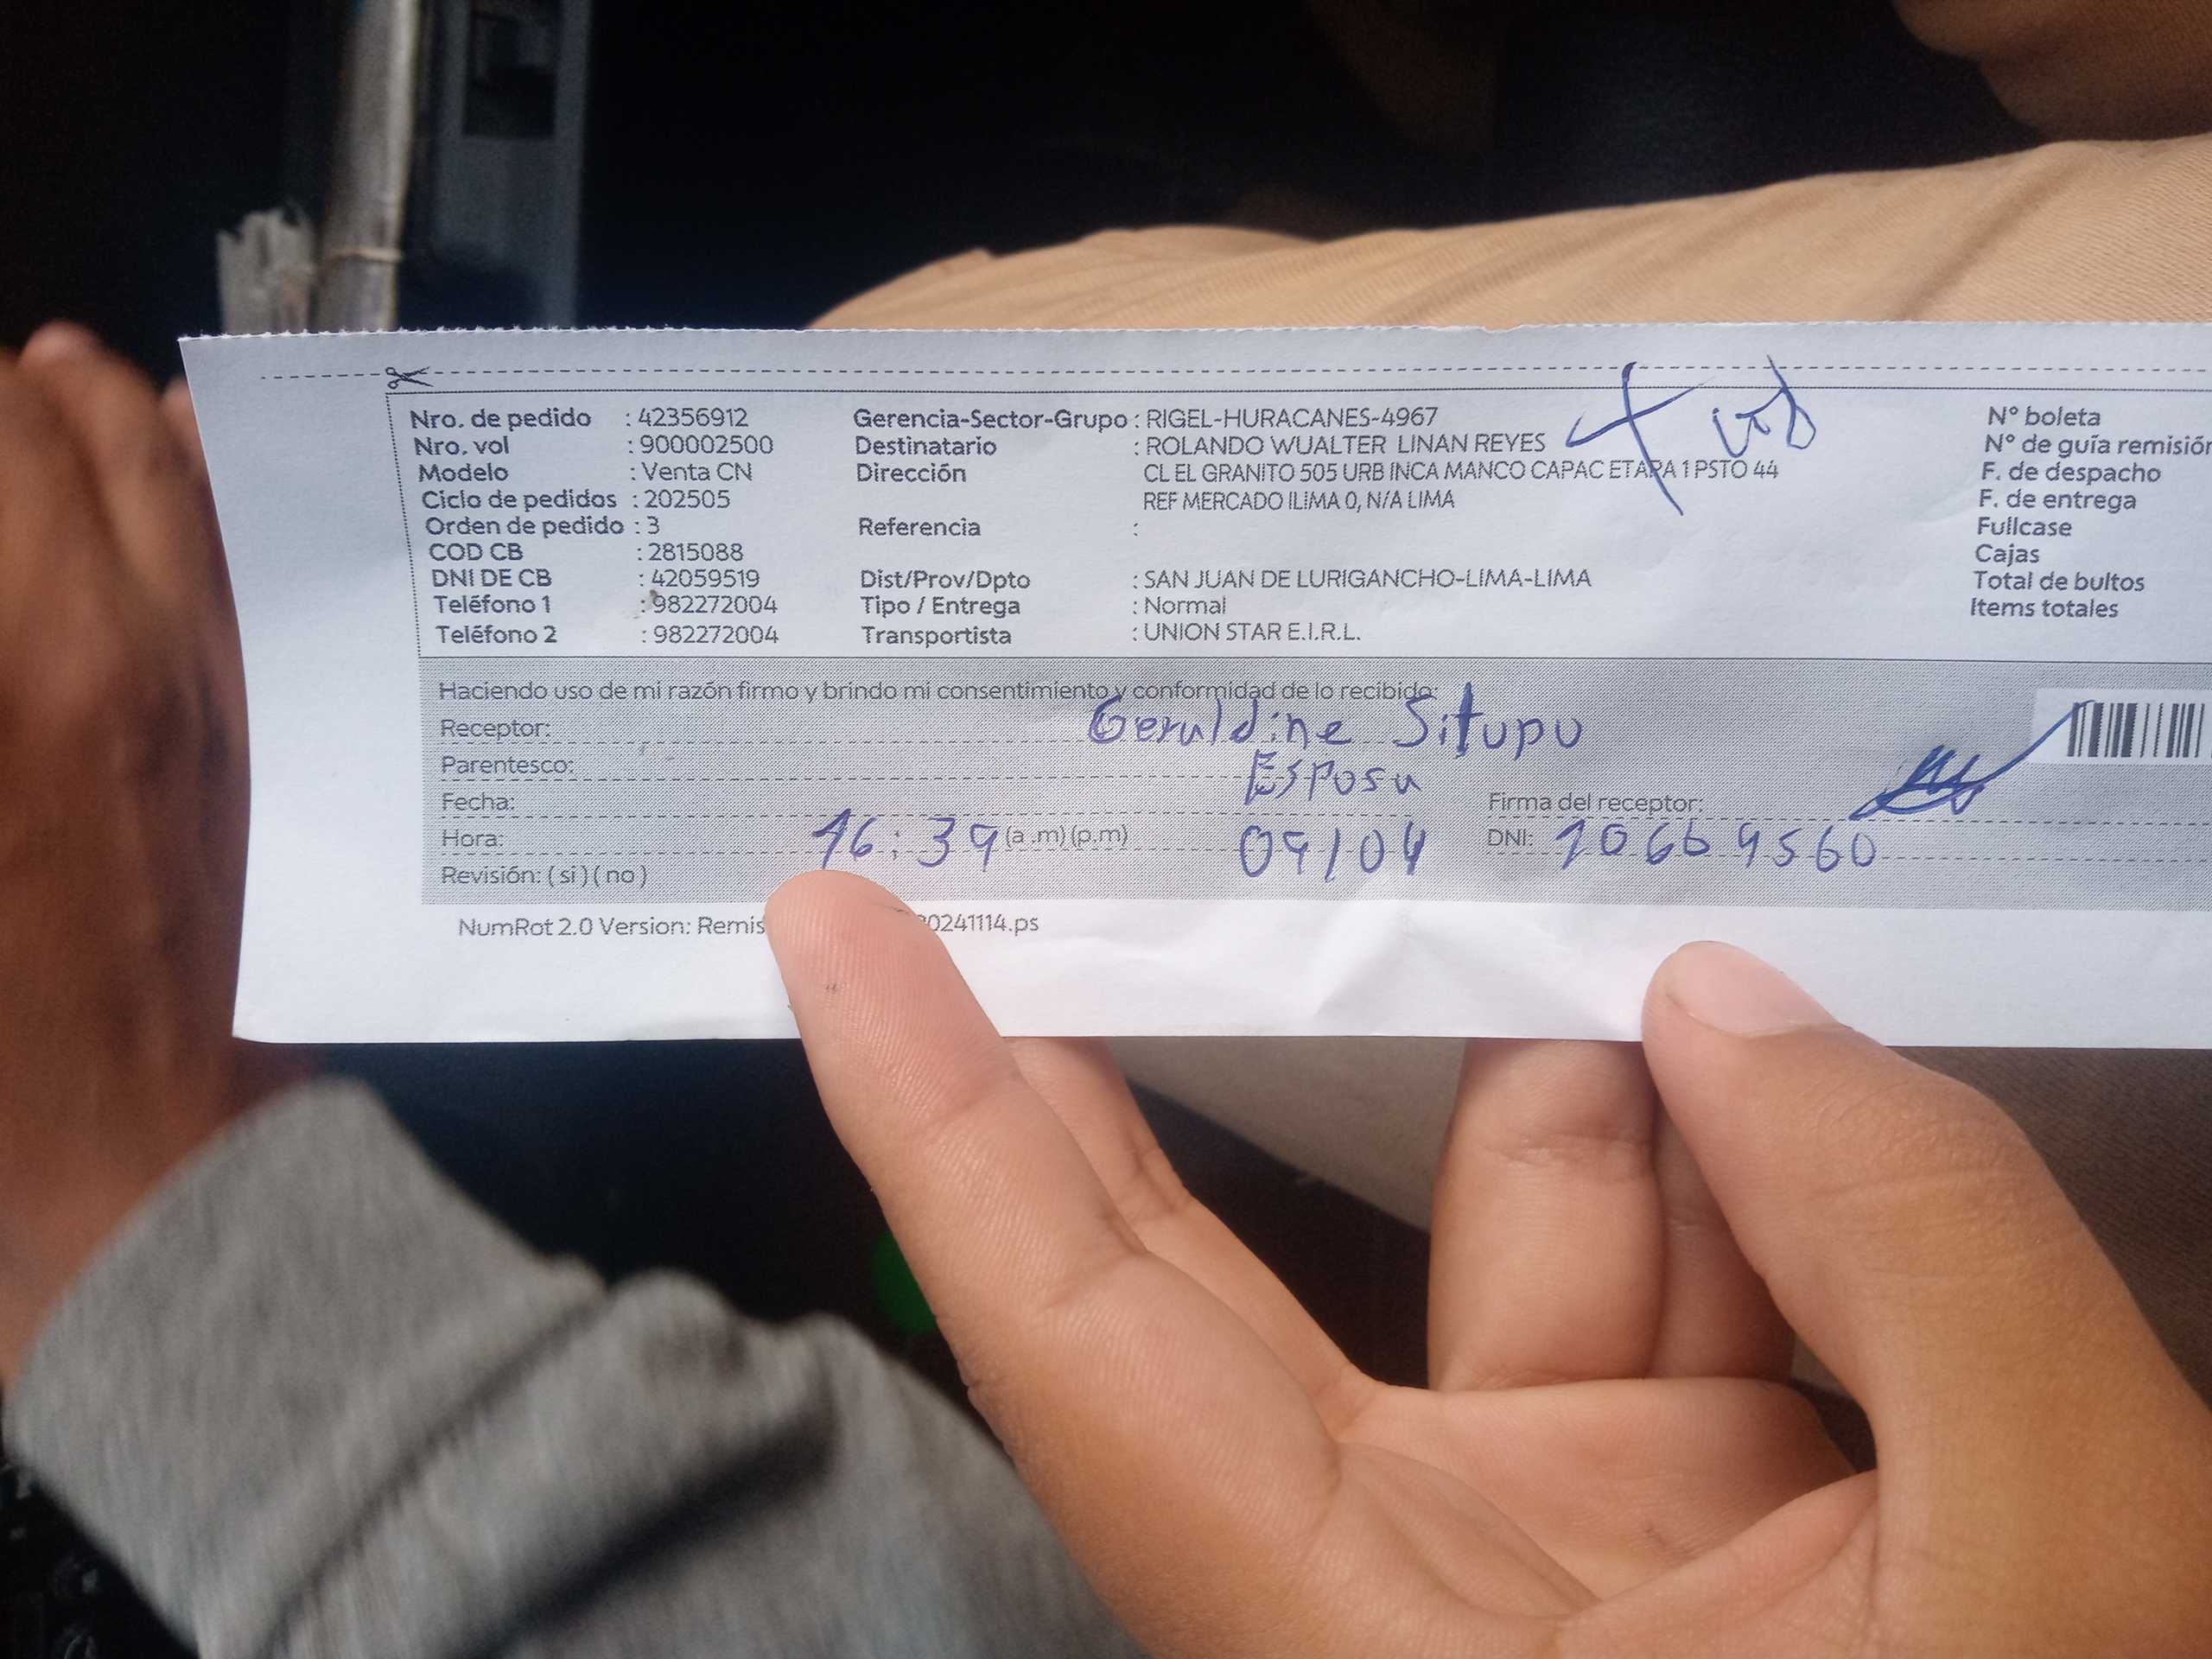 Nro. de pedido : 42356912 Gerencia-Sector-Grupo : RIGEL-HURACANES-4967 N° boleta
Nro. vol : 900002500 Destinatario : ROLANDO WUALTER LINAN REYES N° de guía remisión
Modelo : Venta CN Dirección CL EL GRANITO 505 URB INCA MANCO CAPAC ETAPA 1 PSTO 44 F. de despacho
Ciclo de pedidos : 202505 REF MERCADO ILIMA 0, N/A LIMA F. de entrega
Orden de pedido : 3 Referencia : Fullcase
COD CB : 2815088 Cajas
DNI DE CB : 42059519 Dist/Prov/Dpto : SAN JUAN DE LURIGANCHO-LIMA-LIMA Total de bultos
Teléfono 1 : 982272004 Tipo / Entrega : Normal Items totales
Teléfono 2 : 982272004 Transportista : UNION STAR E.I.R.L.
Haciendo uso de mi razón firmo y brindo mi consentimiento y conformidad de lo recibido:
Receptor: Geraldine Situpu
Parentesco: Esposa
Fecha: Firma del receptor:
Hora: 16:39 (a .m) (p.m) 09/04 DNI: 10669560
Revisión: ( si ) ( no )
NumRot 2.0 Version: Remis 0241114.ps